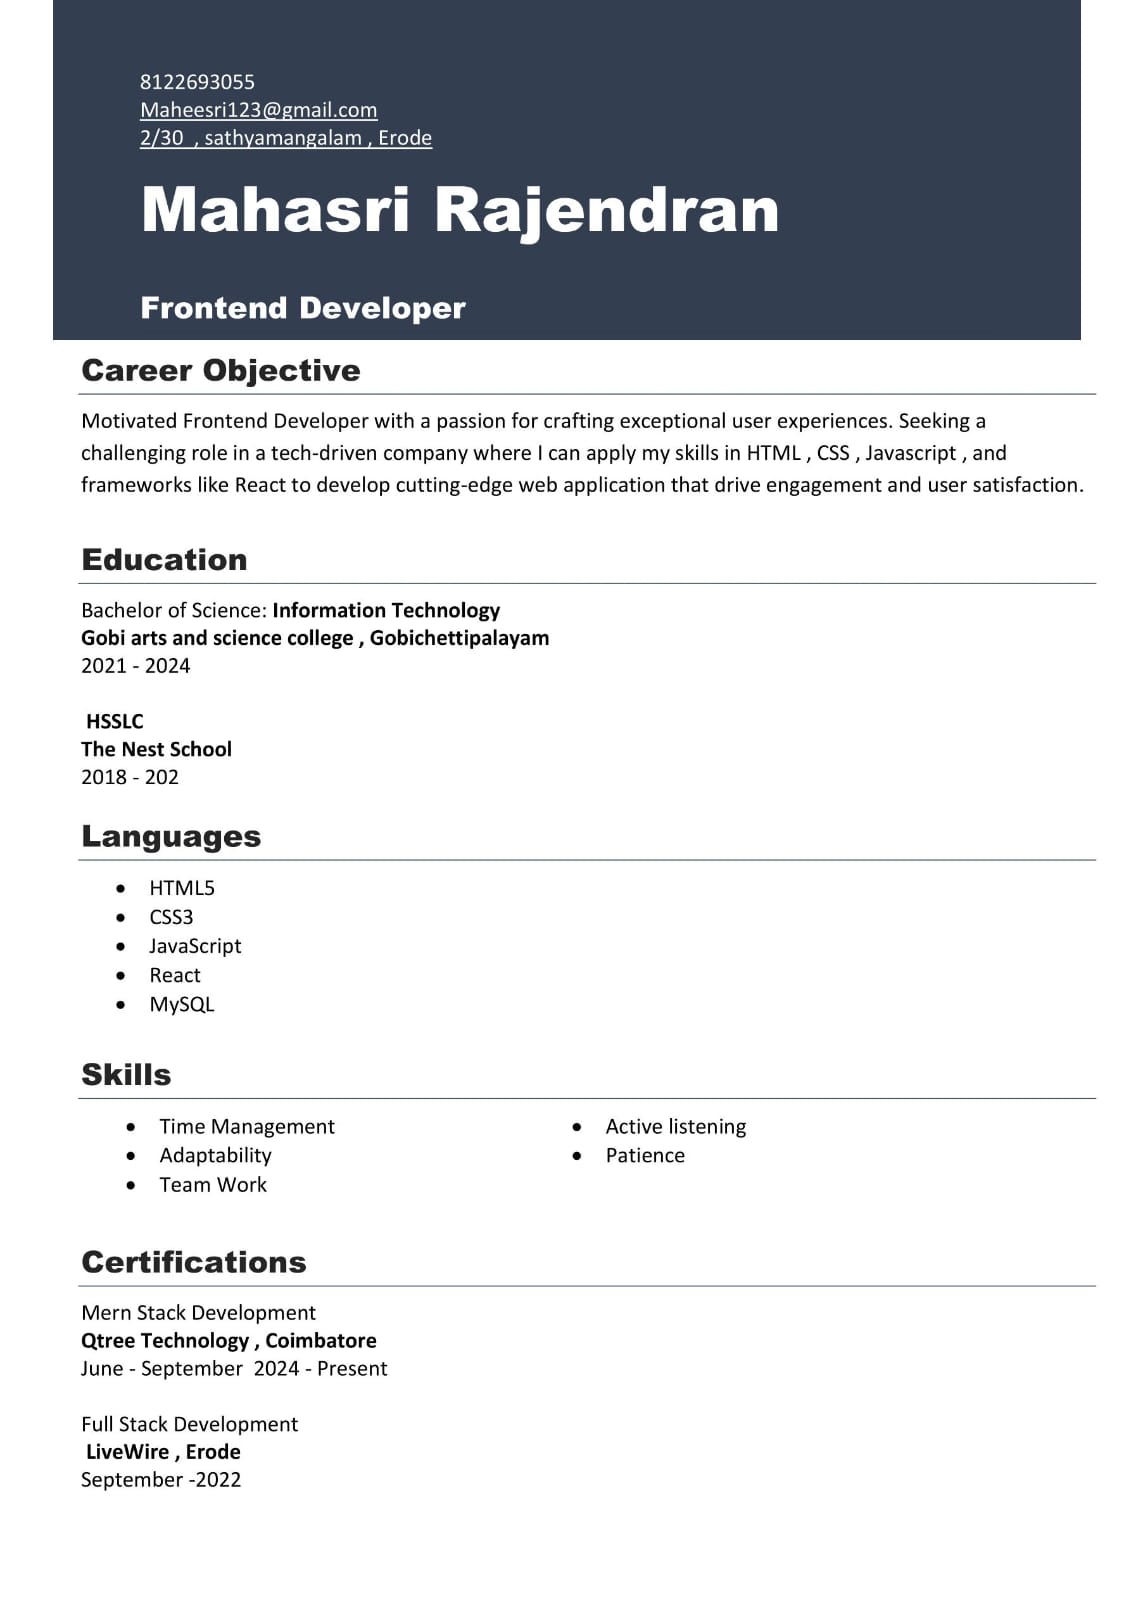 8122693055
Maheesri123@gmail.com
2/30 , sathyamangalam , Erode
Mahasri Rajendran
Frontend Developer
Career Objective
Motivated Frontend Developer with a passion for crafting exceptional user experiences. Seeking a
challenging role in a tech-driven company where I can apply my skills in HTML , CSS , Javascript , and
frameworks like React to develop cutting-edge web application that drive engagement and user satisfaction.
Education
Bachelor of Science: Information Technology
Gobi arts and science college , Gobichettipalayam
2021 - 2024
HSSLC
The Nest School
2018 - 202
Languages
• HTML5
• CSS3
• JavaScript
• React
• MySQL
Skills
• Time Management
• Adaptability
• Team Work
• Active listening
• Patience
Certifications
Mern Stack Development
Qtree Technology , Coimbatore
June - September 2024 - Present
Full Stack Development
LiveWire , Erode
September -2022